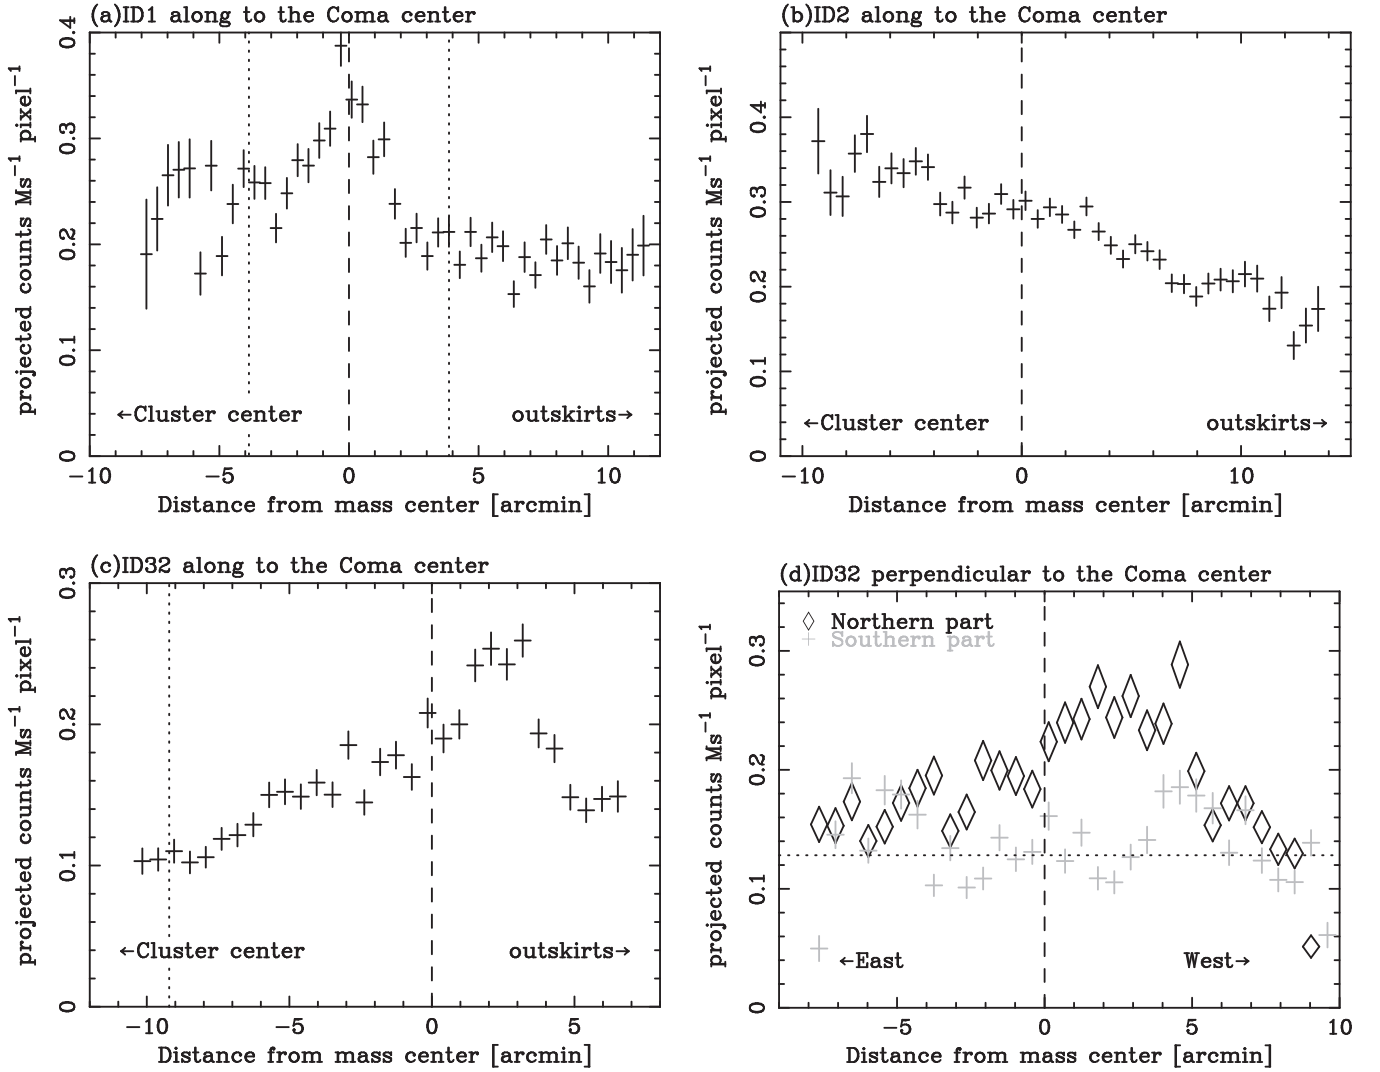 (a)ID1 along to the Coma center
projected counts Ms⁻¹ pixel⁻¹
0 0.1 0.2 0.3 0.4
←Cluster center outskirts→
−10 −5 0 5 10
Distance from mass center [arcmin]
(b)ID2 along to the Coma center
projected counts Ms⁻¹ pixel⁻¹
0 0.1 0.2 0.3 0.4
←Cluster center outskirts→
−10 0 10
Distance from mass center [arcmin]
(c)ID32 along to the Coma center
projected counts Ms⁻¹ pixel⁻¹
0 0.1 0.2 0.3
←Cluster center outskirts→
−10 −5 0 5
Distance from mass center [arcmin]
(d)ID32 perpendicular to the Coma center
Northern part
Southern part
projected counts Ms⁻¹ pixel⁻¹
0 0.1 0.2 0.3
←East West→
−5 0 5 10
Distance from mass center [arcmin]